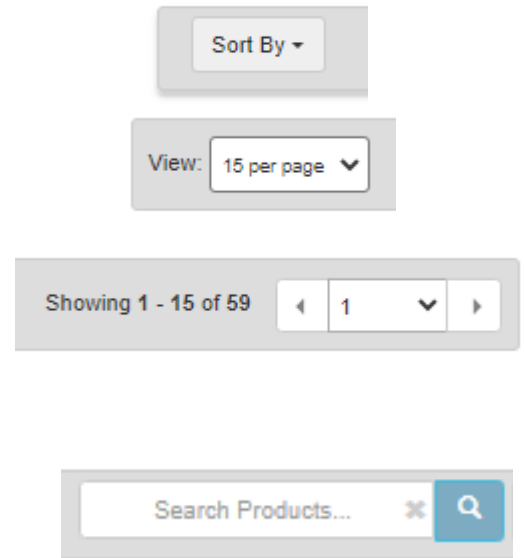 Sort By
View: 15 per page
Showing 1 - 15 of 59 1
Search Products...